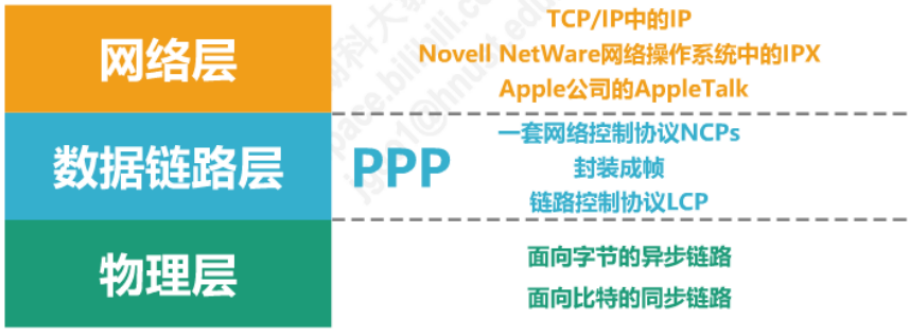 网络层
TCP/IP中的IP
Novell NetWare网络操作系统中的IPX
Apple公司的AppleTalk
数据链路层
PPP
一套网络控制协议NCPs
封装成帧
链路控制协议LCP
物理层
面向字节的异步链路
面向比特的同步链路